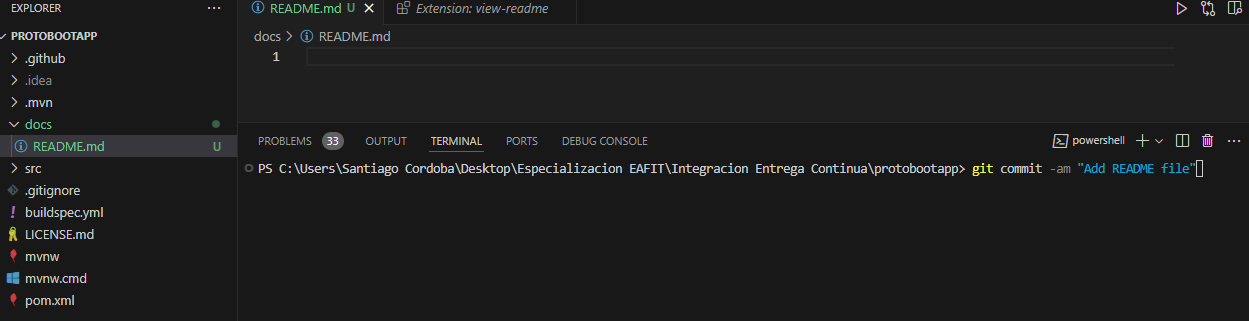 EXPLORER ···
PROTOBOOTAPP
.github
.idea
.mvn
docs
README.md U
src
.gitignore
buildspec.yml
LICENSE.md
mvnw
mvnw.cmd
pom.xml
README.md U Extension: view-readme
docs > README.md
1
PROBLEMS 33 OUTPUT TERMINAL PORTS DEBUG CONSOLE powershell
PS C:\Users\Santiago Cordoba\Desktop\Especializacion EAFIT\Integracion Entrega Continua\protobootapp> git commit -am "Add README file"